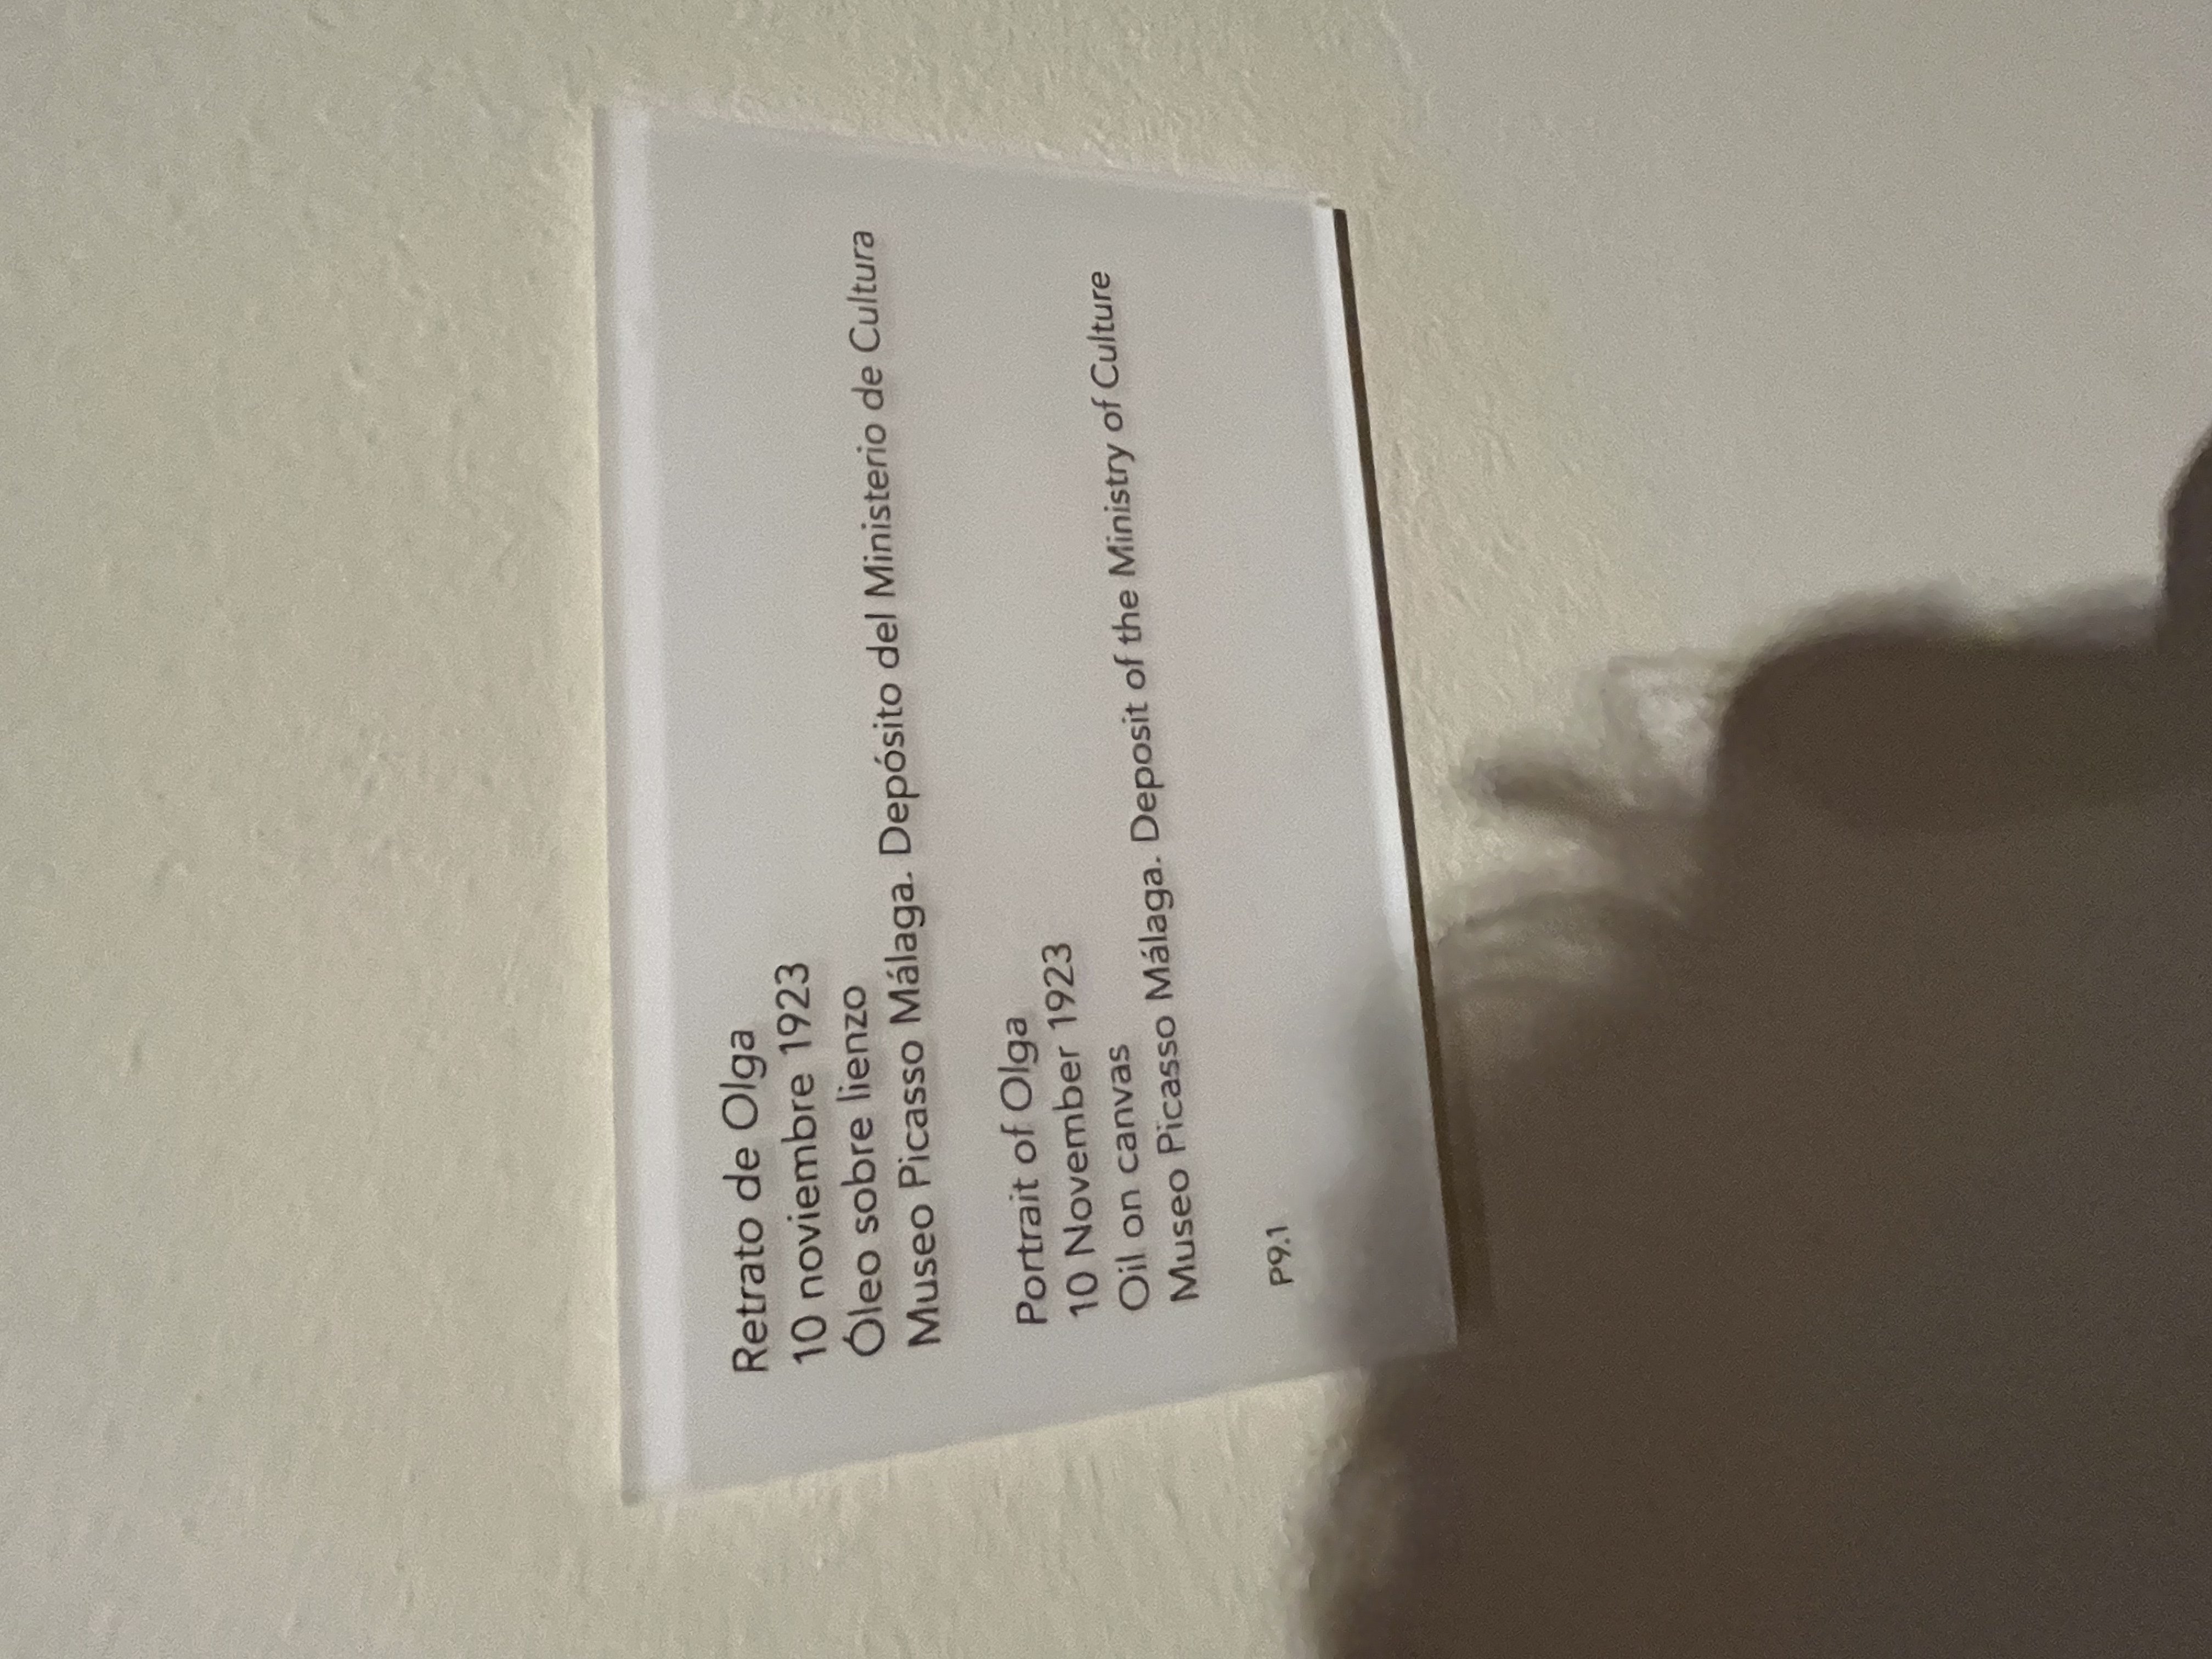 Retrato de Olga
10 noviembre 1923
Óleo sobre lienzo
Museo Picasso Málaga. Depósito del Ministerio de Cultura
Portrait of Olga
10 November 1923
Oil on canvas
Museo Picasso Málaga. Deposit of the Ministry of Culture
P9.1